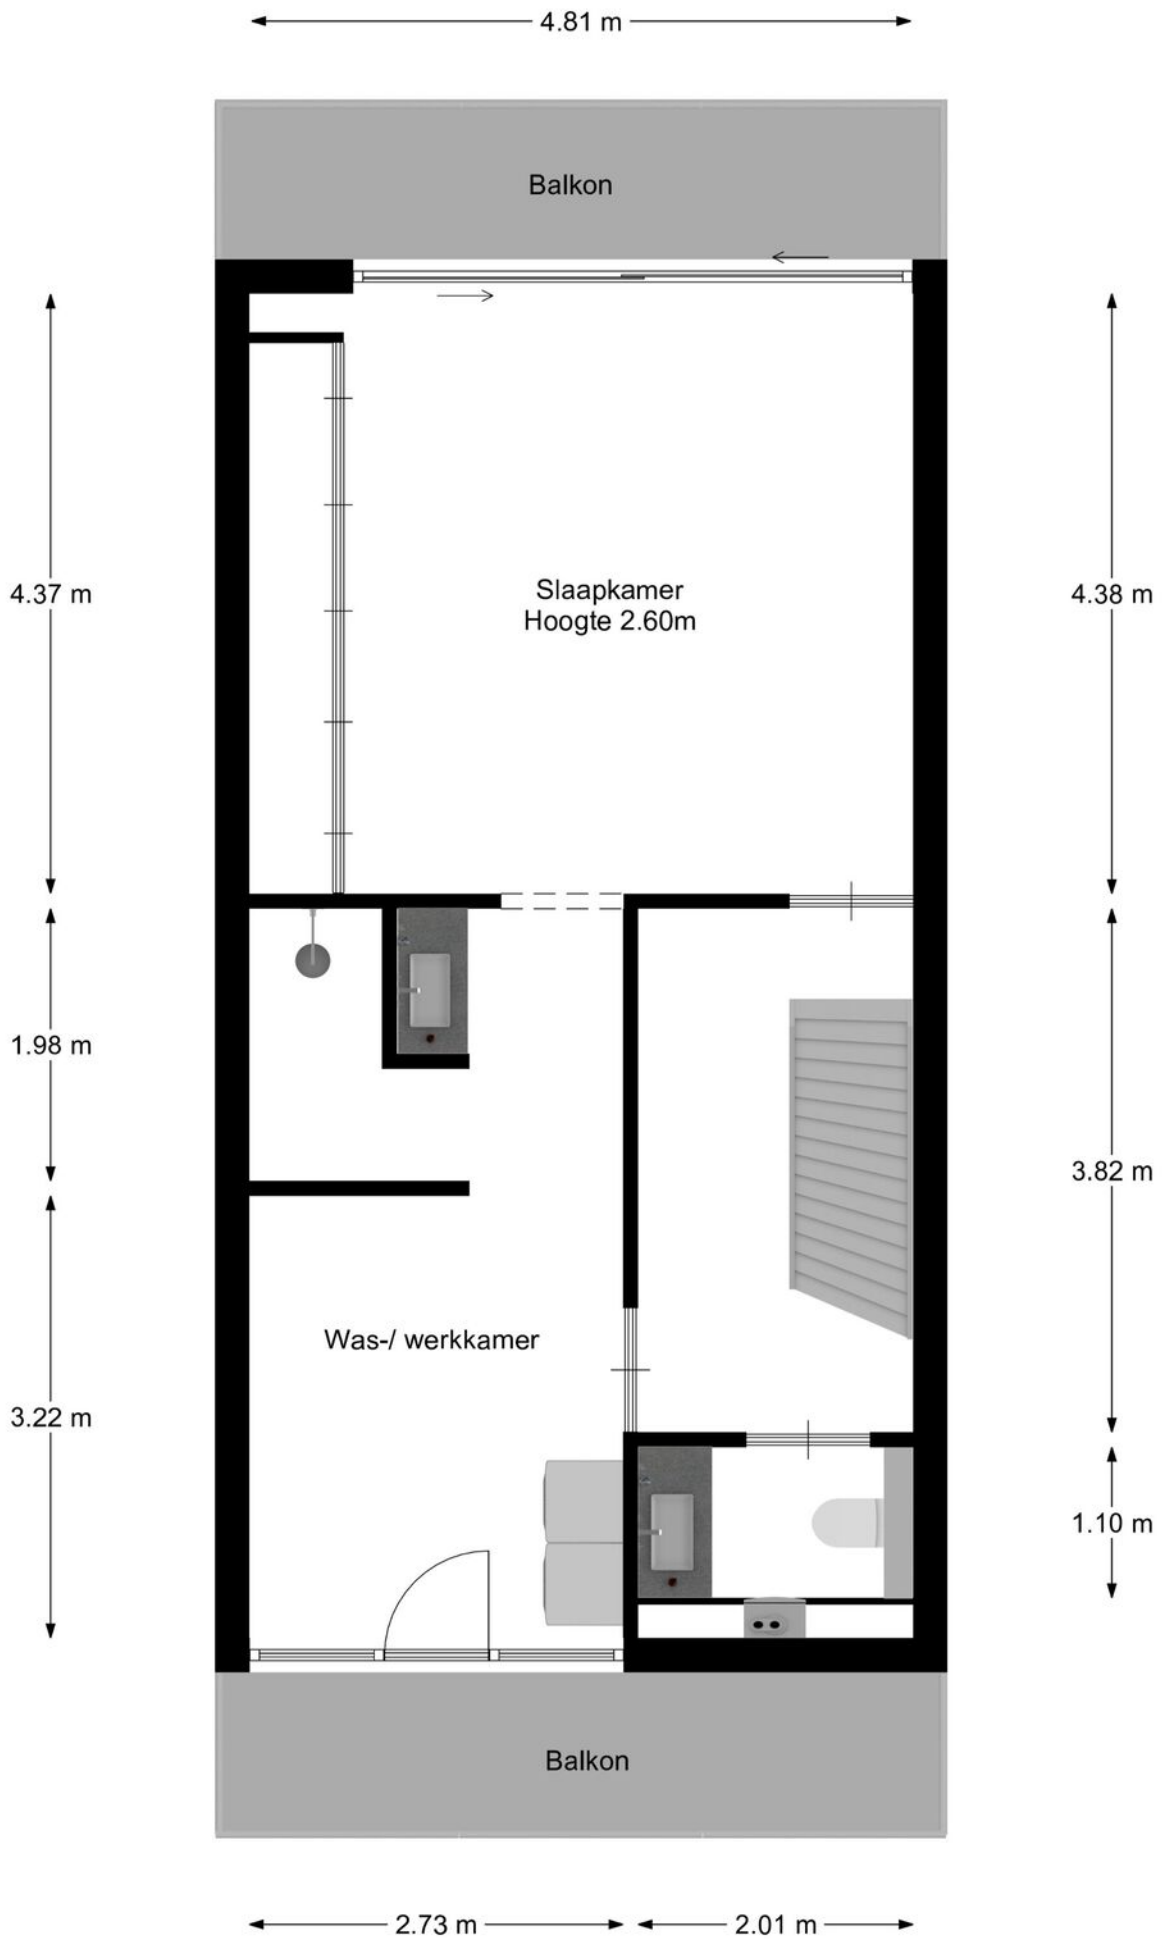 4.81 m
Balkon
4.37 m
Slaapkamer
Hoogte 2.60m
4.38 m
1.98 m
3.82 m
Was-/ werkkamer
3.22 m
1.10 m
Balkon
2.73 m
2.01 m